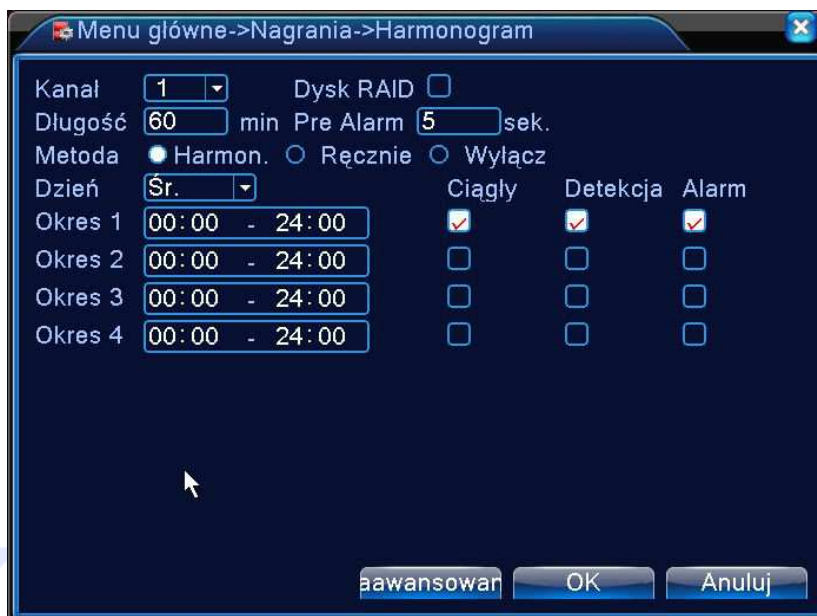 Menu główne->Nagrania->Harmonogram
Kanał 1 Dysk RAID
Długość 60 min Pre Alarm 5 sek.
Metoda Harmon. Ręcznie Wyłącz
Dzień Śr. Ciągły Detekcja Alarm
Okres 1 00:00 - 24:00
Okres 2 00:00 - 24:00
Okres 3 00:00 - 24:00
Okres 4 00:00 - 24:00
aawansowan OK Anuluj